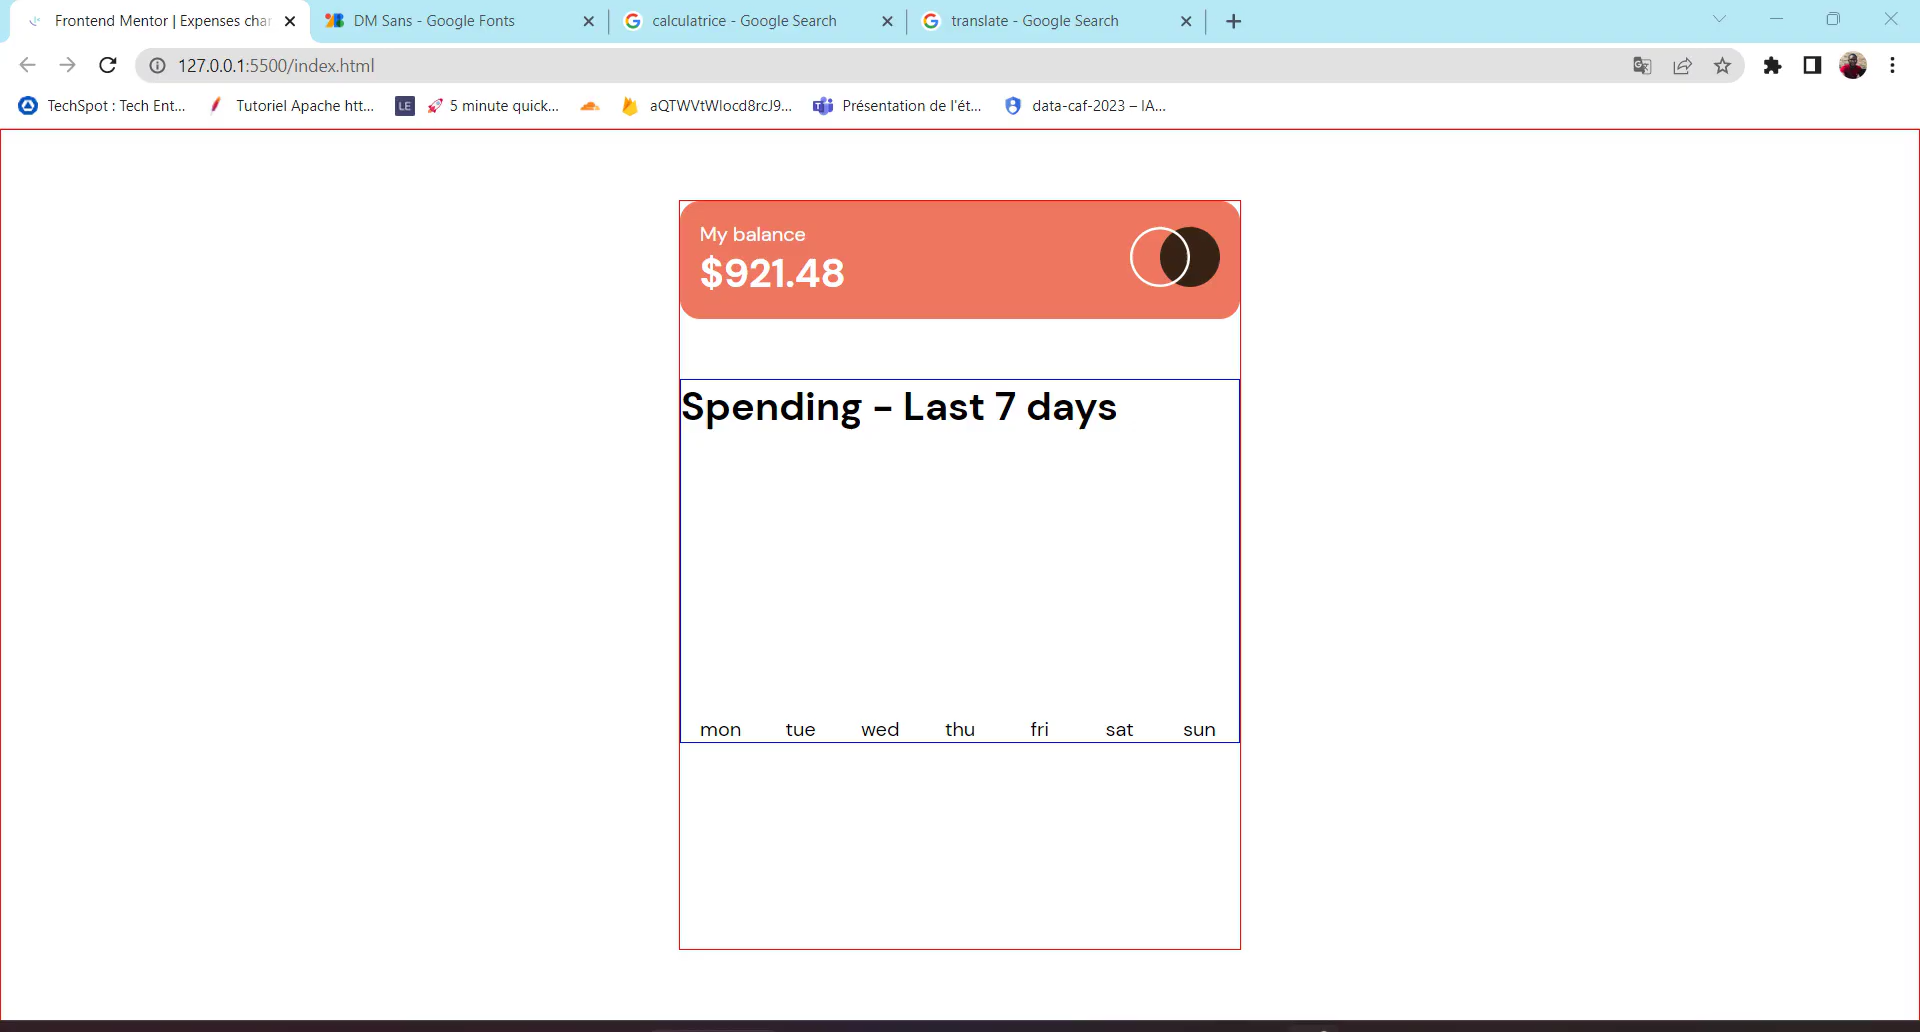 Frontend Mentor | Expenses char
DM Sans - Google Fonts
calculatrice - Google Search
translate - Google Search
127.0.0.1:5500/index.html
TechSpot : Tech Ent...
Tutoriel Apache htt...
LE
5 minute quick...
aQTWVtWlocd8rcJ9...
Présentation de l'ét...
data-caf-2023 – IA...
My balance
$921.48
Spending - Last 7 days
mon tue wed thu fri sat sun